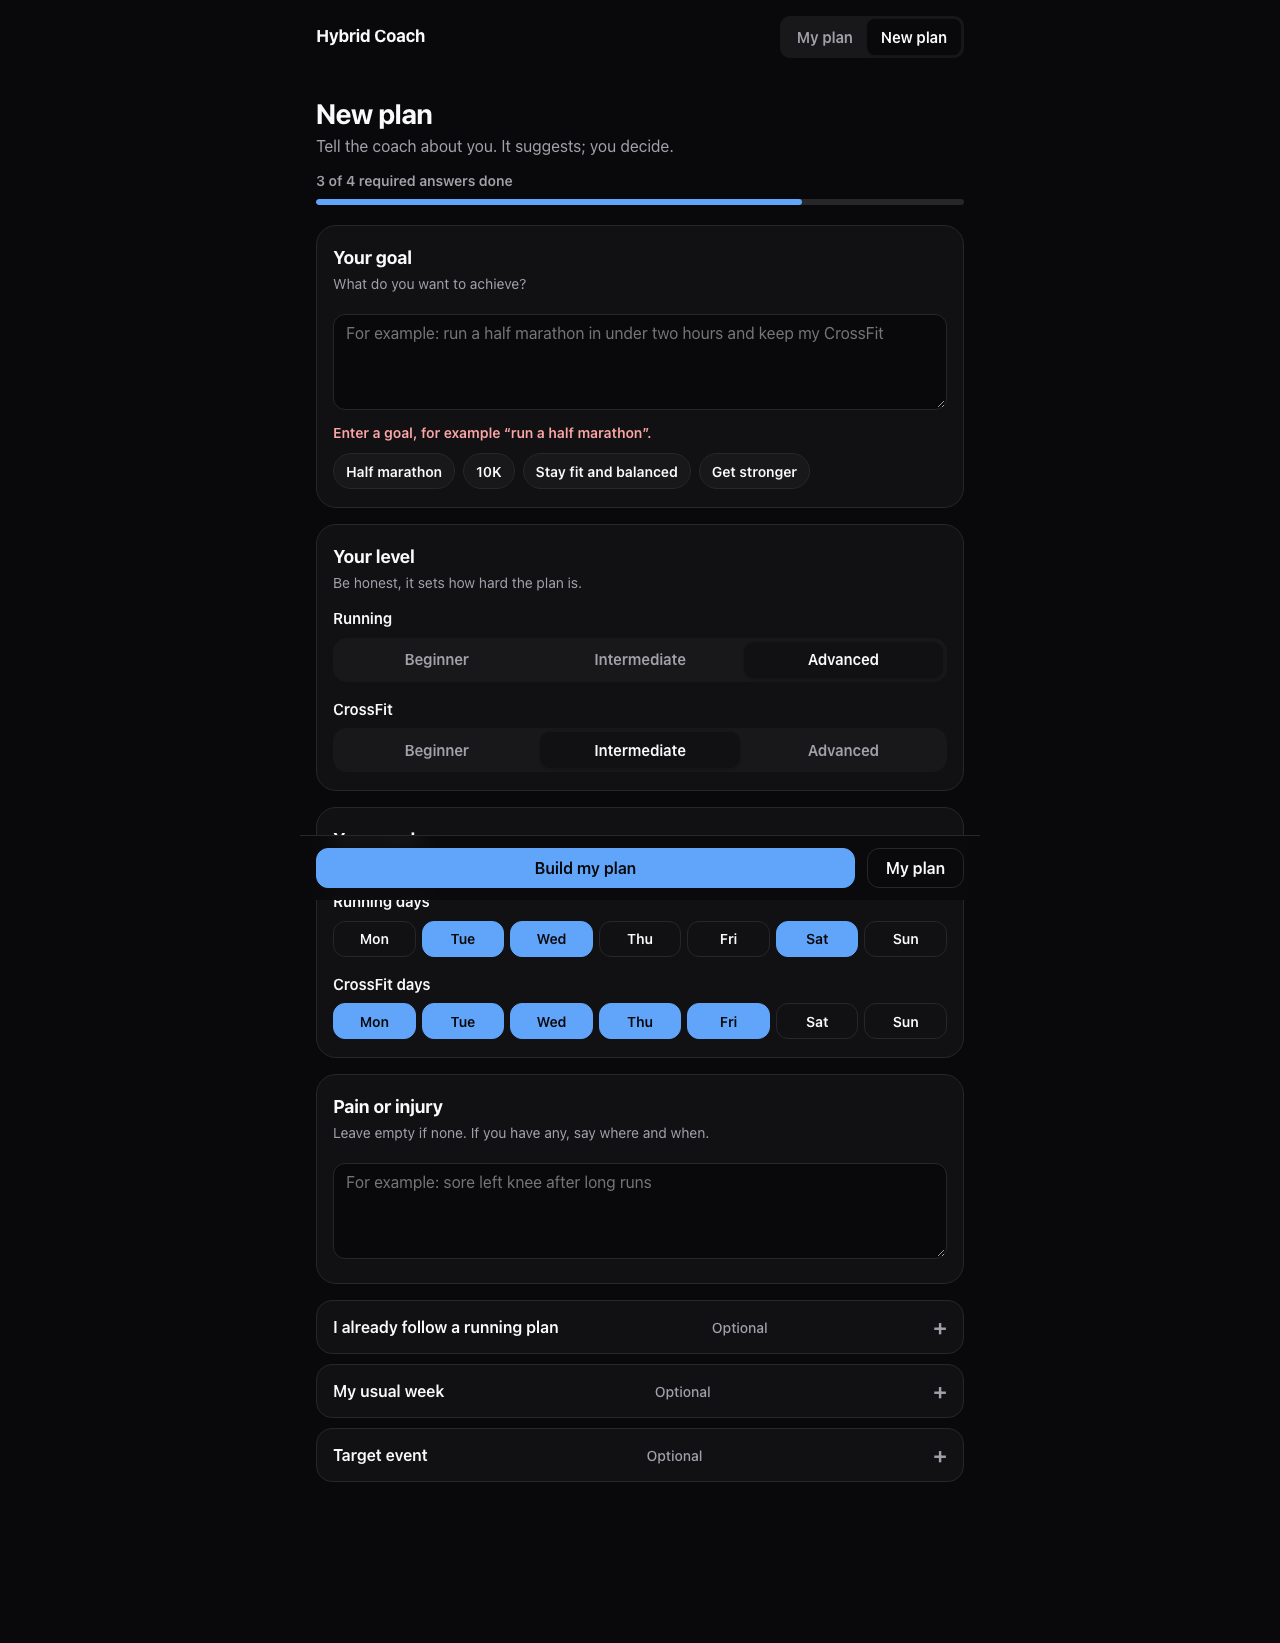 Hybrid Coach
My plan
New plan
New plan
Tell the coach about you. It suggests; you decide.
3 of 4 required answers done
Your goal
What do you want to achieve?
For example: run a half marathon in under two hours and keep my CrossFit
Enter a goal, for example “run a half marathon”.
Half marathon
10K
Stay fit and balanced
Get stronger
Your level
Be honest, it sets how hard the plan is.
Running
Beginner
Intermediate
Advanced
CrossFit
Beginner
Intermediate
Advanced
Build my plan
My plan
Running days
Mon
Tue
Wed
Thu
Fri
Sat
Sun
CrossFit days
Mon
Tue
Wed
Thu
Fri
Sat
Sun
Pain or injury
Leave empty if none. If you have any, say where and when.
For example: sore left knee after long runs
I already follow a running plan
Optional
+
My usual week
Optional
+
Target event
Optional
+